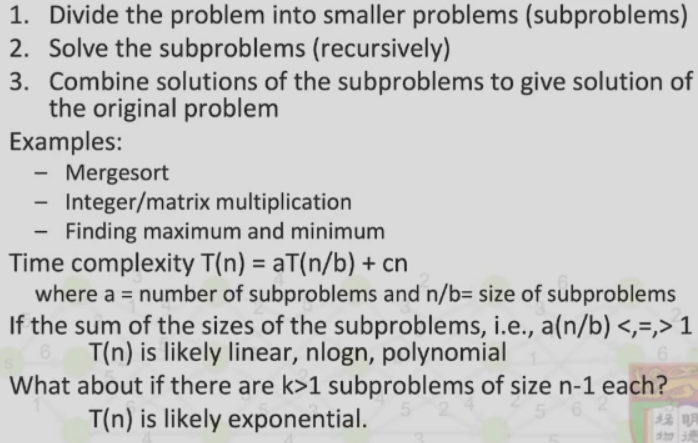 1. Divide the problem into smaller problems (subproblems)
2. Solve the subproblems (recursively)
3. Combine solutions of the subproblems to give solution of
the original problem
Examples:
– Mergesort
– Integer/matrix multiplication
– Finding maximum and minimum
Time complexity T(n) = aT(n/b) + cn
where a = number of subproblems and n/b= size of subproblems
If the sum of the sizes of the subproblems, i.e., a(n/b) <,=,> 1
T(n) is likely linear, nlogn, polynomial
What about if there are k>1 subproblems of size n-1 each?
T(n) is likely exponential.